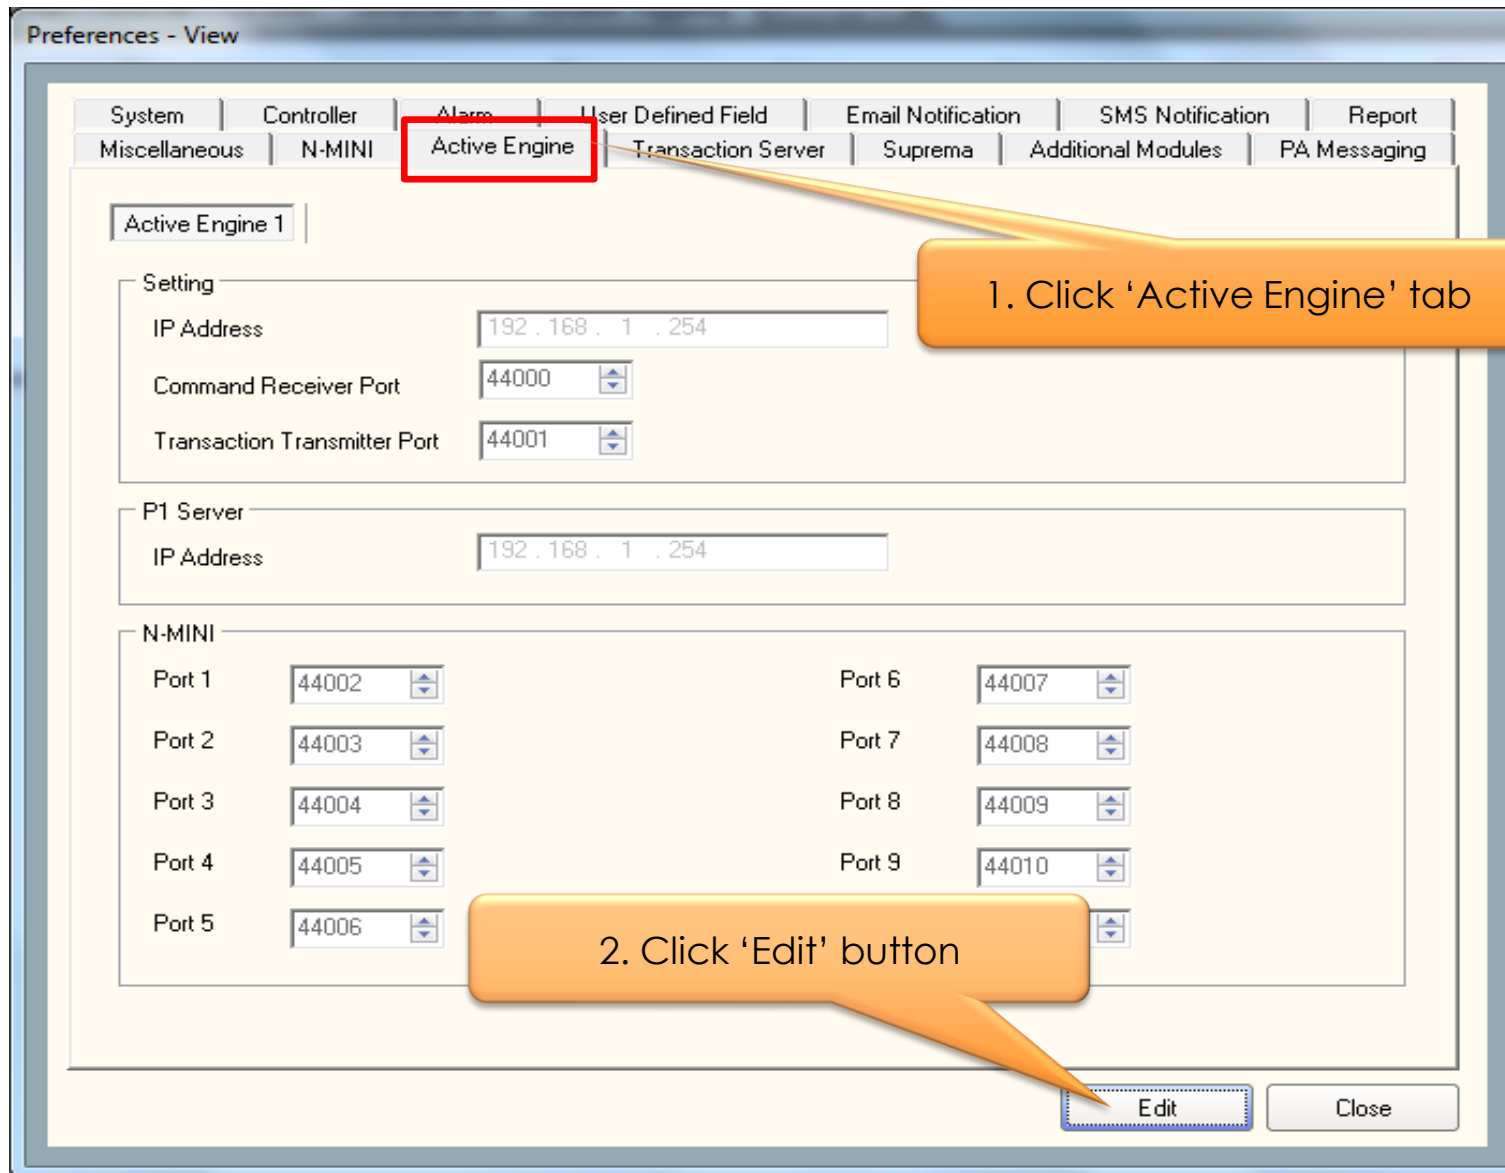 Preferences - View
System Controller Alarm User Defined Field Email Notification SMS Notification Report
Miscellaneous N-MINI Active Engine Transaction Server Suprema Additional Modules PA Messaging
Active Engine 1
1. Click ‘Active Engine’ tab
Setting
IP Address 192 . 168 . 1 . 254
Command Receiver Port 44000
Transaction Transmitter Port 44001
P1 Server
IP Address 192 . 168 . 1 . 254
N-MINI
Port 1 44002 Port 6 44007
Port 2 44003 Port 7 44008
Port 3 44004 Port 8 44009
Port 4 44005 Port 9 44010
Port 5 44006
2. Click ‘Edit’ button
Edit Close